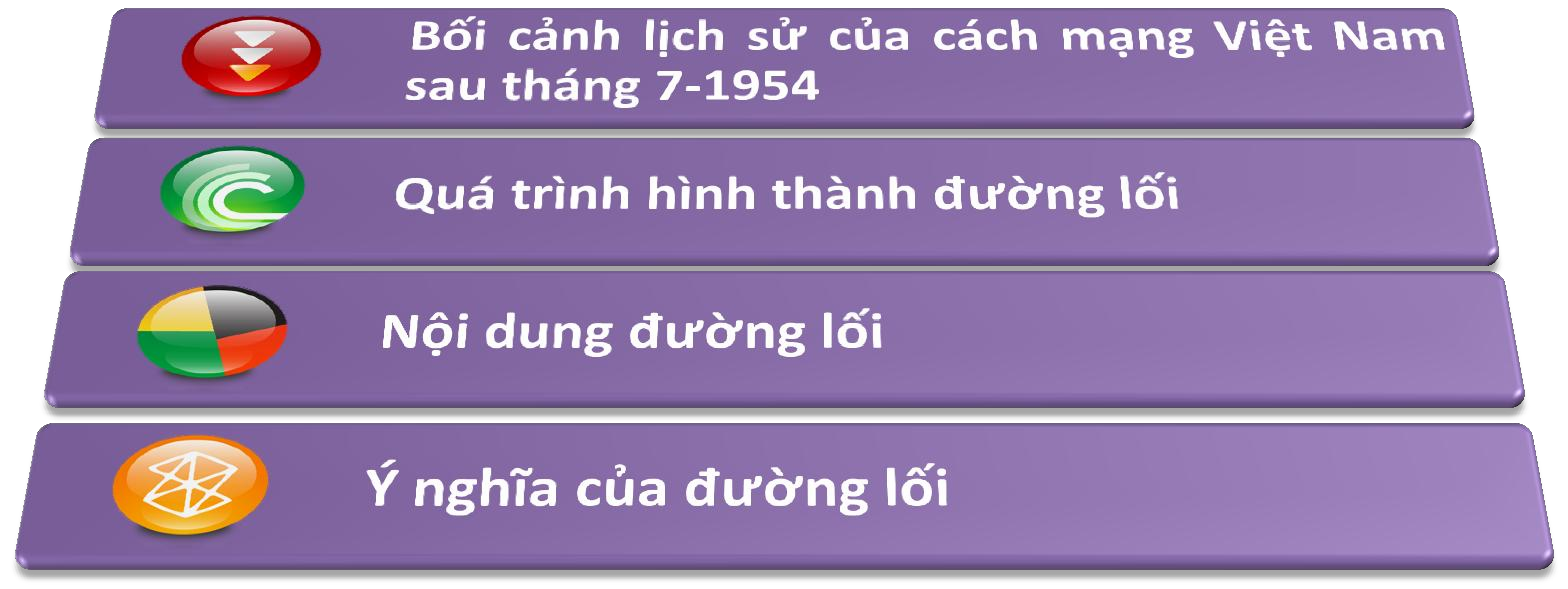 Bối cảnh lịch sử của cách mạng Việt Nam
sau tháng 7-1954
Quá trình hình thành đường lối
Nội dung đường lối
Ý nghĩa của đường lối